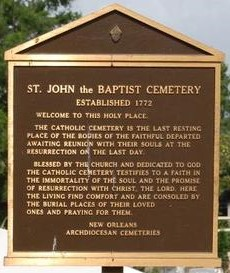 ST. JOHN the BAPTIST CEMETERY
ESTABLISHED 1772
WELCOME TO THIS HOLY PLACE.
THE CATHOLIC CEMETERY IS THE LAST RESTING
PLACE OF THE BODIES OF THE FAITHFUL DEPARTED
AWAITING REUNION WITH THEIR SOULS AT THE
RESURRECTION ON THE LAST DAY.
BLESSED BY THE CHURCH AND DEDICATED TO GOD
THE CATHOLIC CEMETERY TESTIFIES TO A FAITH IN
THE IMMORTALITY OF THE SOUL AND THE PROMISE
OF RESURRECTION WITH CHRIST, THE LORD. HERE
THE LIVING FIND COMFORT AND ARE CONSOLED BY
THE BURIAL PLACES OF THEIR LOVED
ONES AND PRAYING FOR THEM.
NEW ORLEANS
ARCHDIOCESAN CEMETERIES